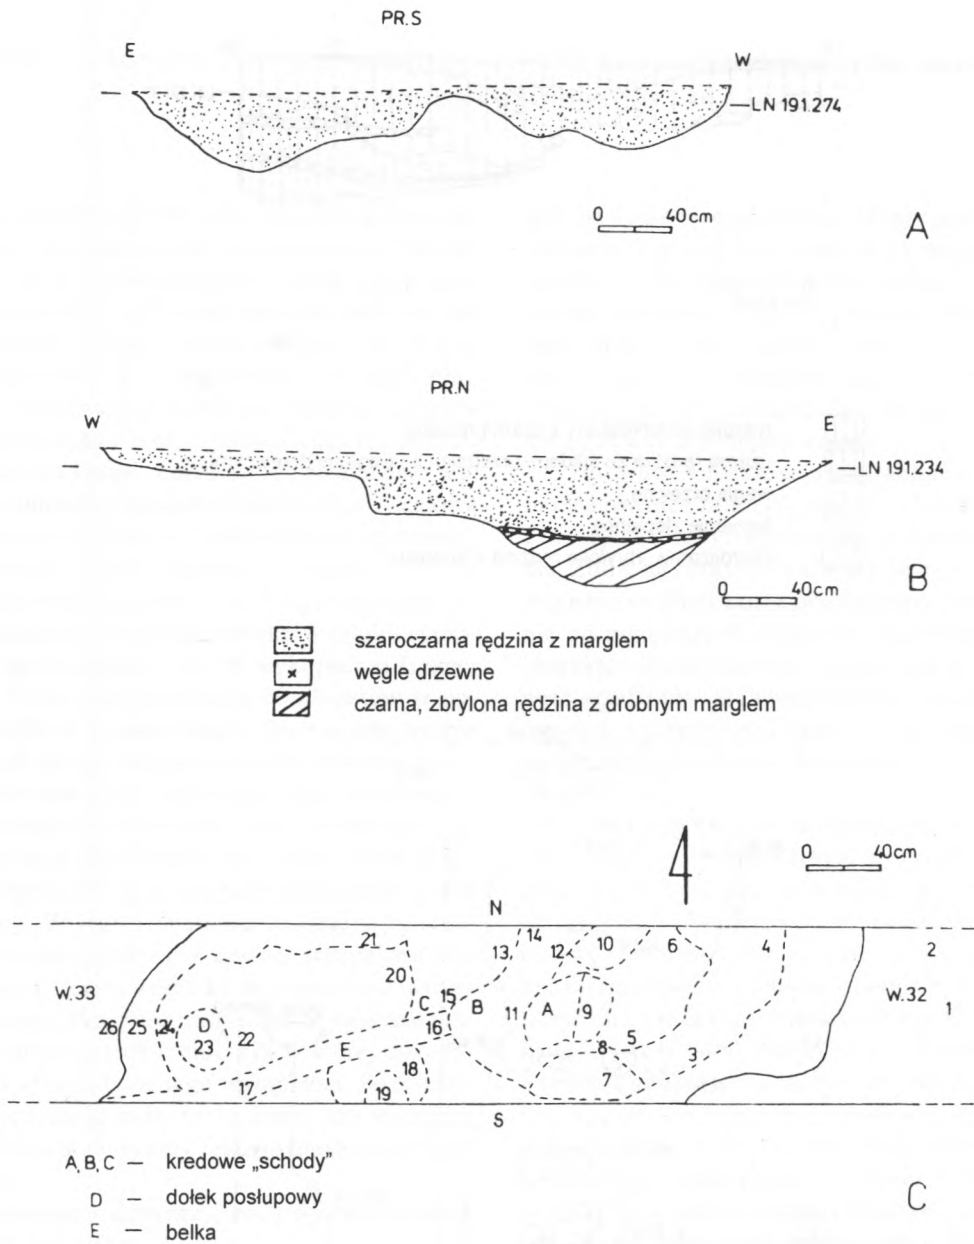 PR.S
E
W
LN 191.274
0 40cm
A
PR.N
W
E
LN 191.234
0 40cm
B
szaroczarna rędzina z marglem
węgle drzewne
czarna, zbrylona rędzina z drobnym marglem
0 40cm
N
21 13, 14 12 10 6 4 2
20
W.33 C 15 B 11 A 9 W.32 1
26 25 24 D 22 16 5
23 E 8 3
18 7
17 19
S
A, B, C – kredowe „schody”
D – dołek posłupowy
E – belka
C